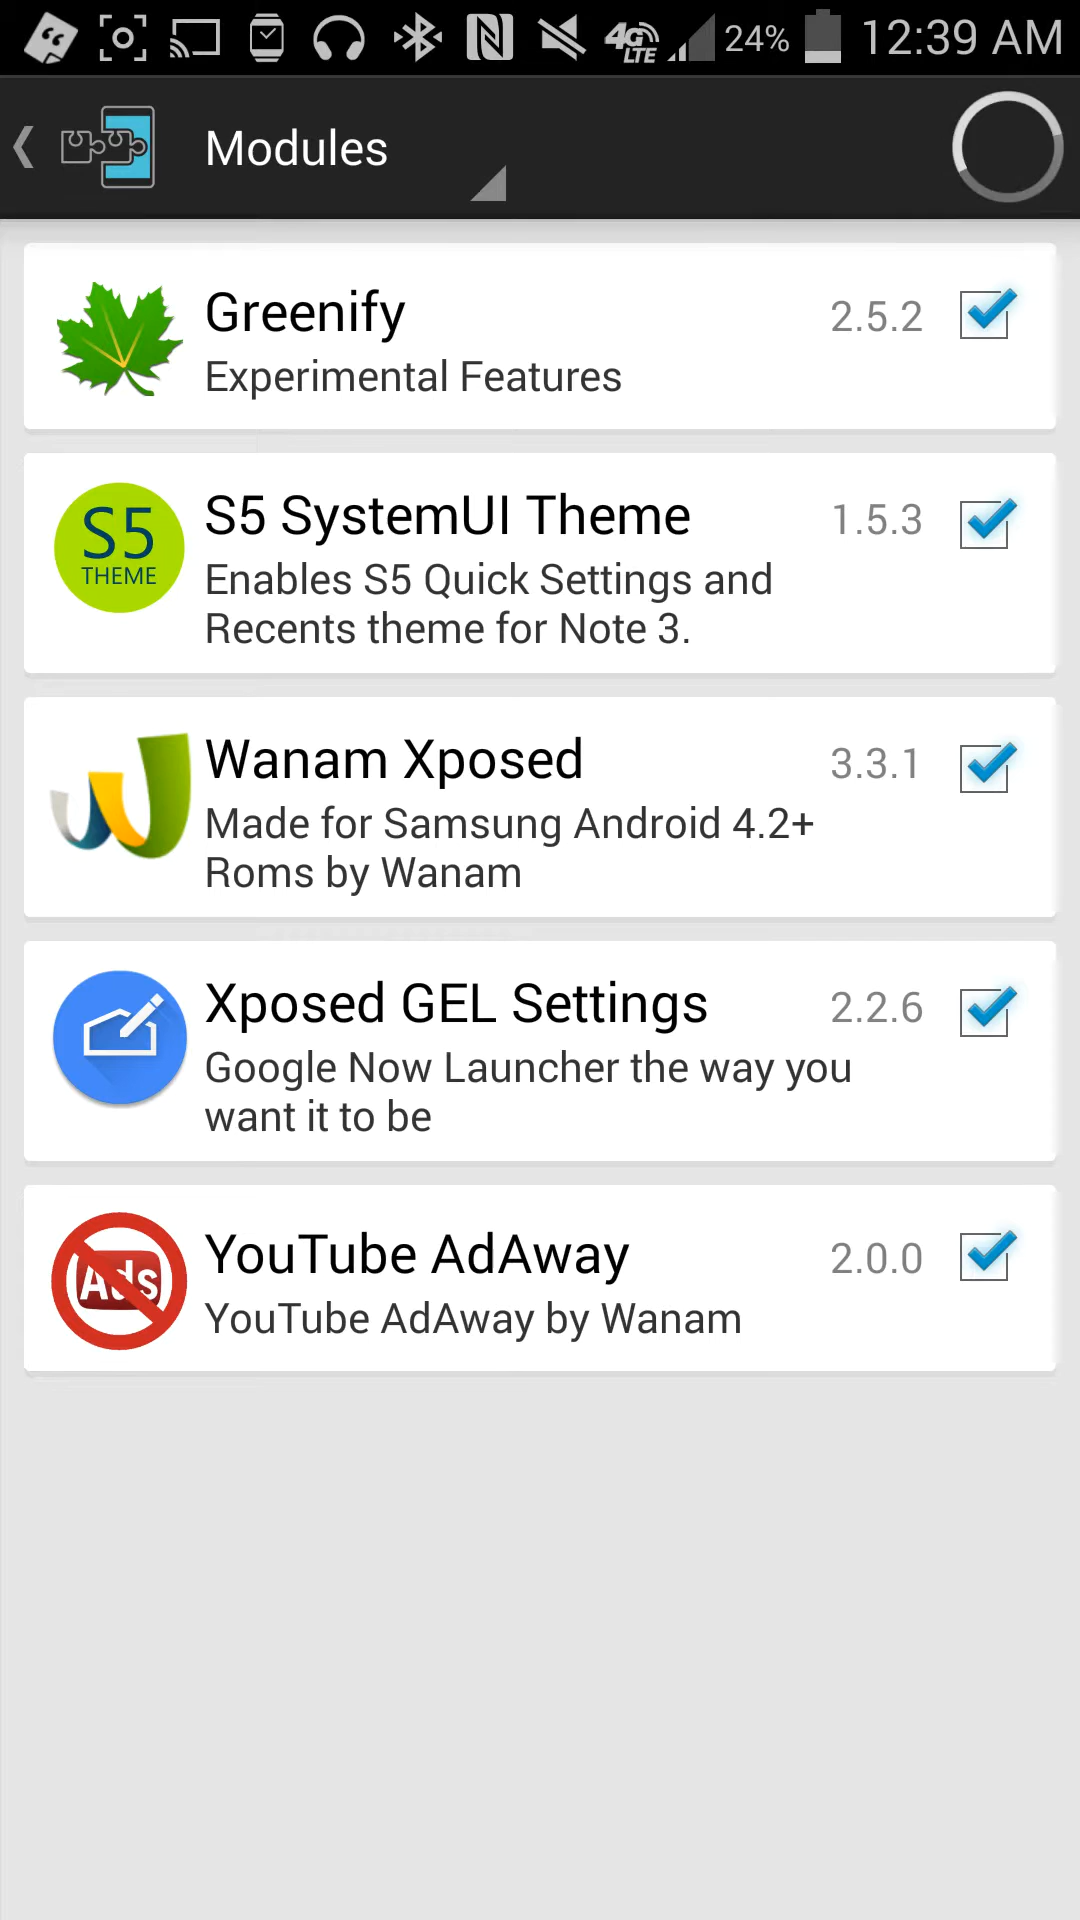 4G LTE 24% 12:39 AM
Modules
Greenify 2.5.2
Experimental Features
S5 THEME
S5 SystemUI Theme 1.5.3
Enables S5 Quick Settings and
Recents theme for Note 3.
Wanam Xposed 3.3.1
Made for Samsung Android 4.2+
Roms by Wanam
Xposed GEL Settings 2.2.6
Google Now Launcher the way you
want it to be
Ads
YouTube AdAway 2.0.0
YouTube AdAway by Wanam